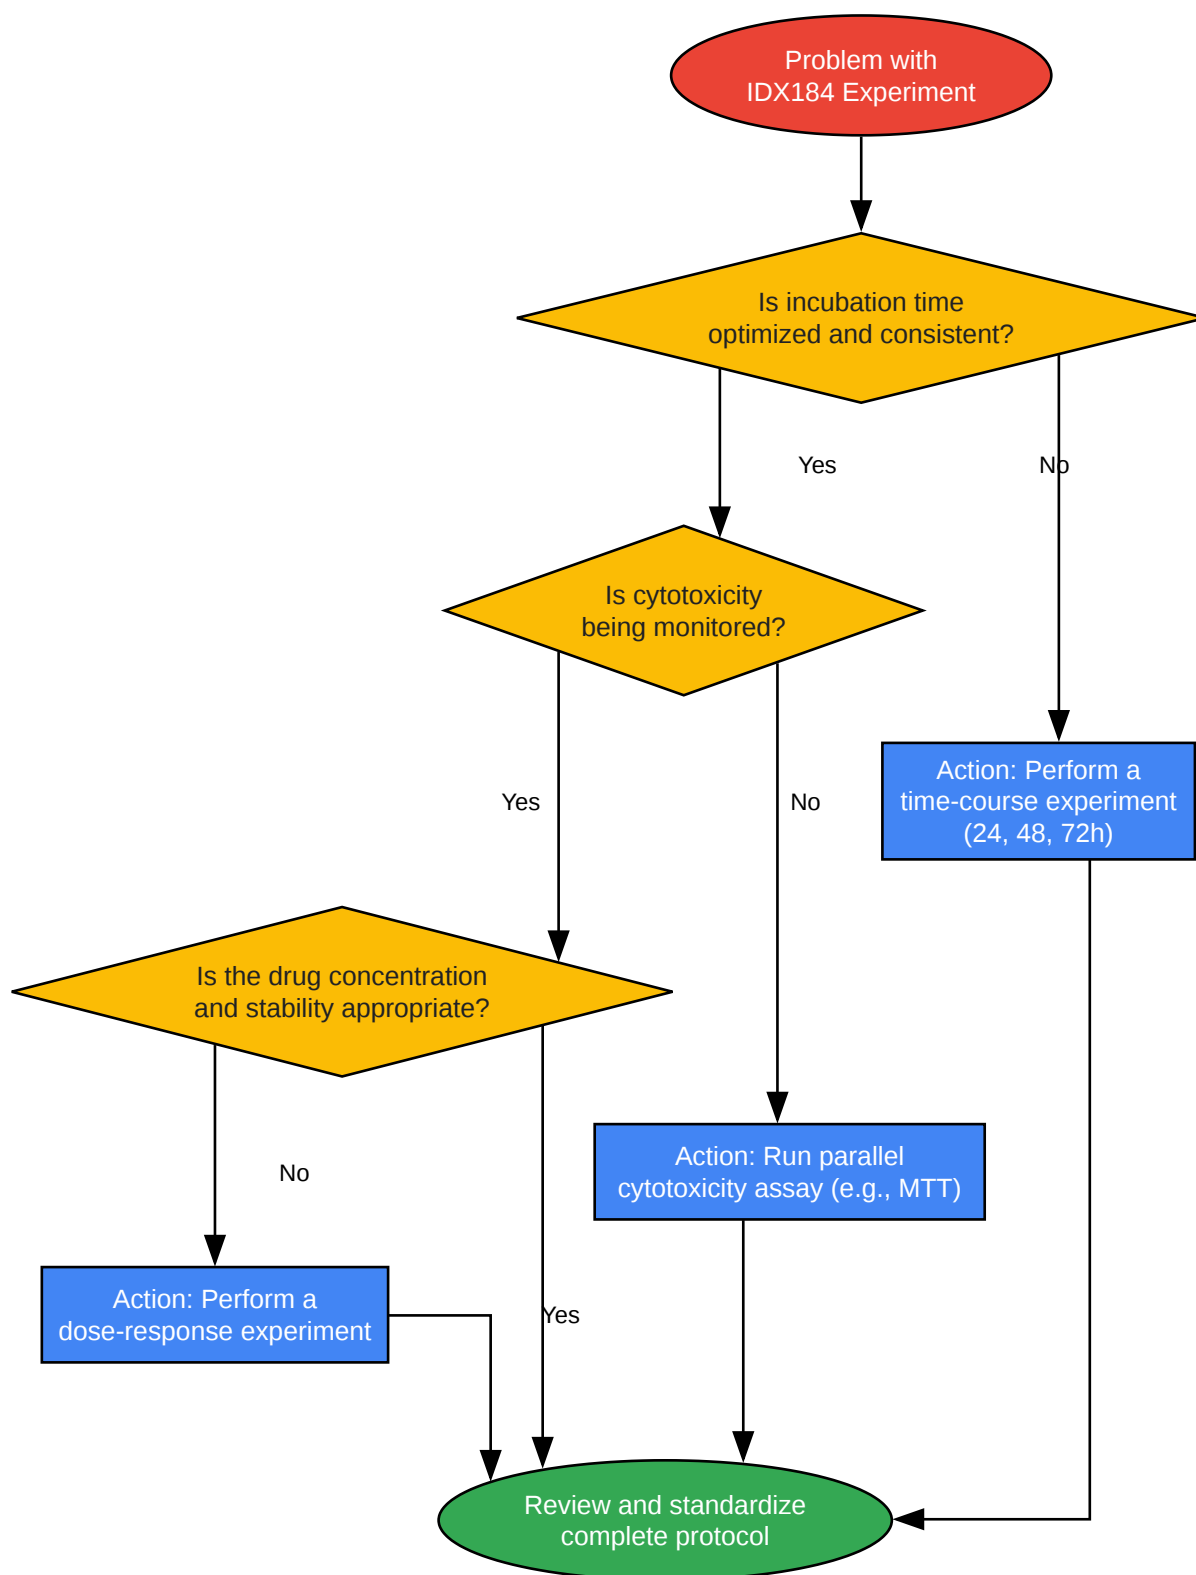 Problem with
IDX184 Experiment
Is incubation time
optimized and consistent?
Yes
No
Is cytotoxicity
being monitored?
Action: Perform a
time-course experiment
(24, 48, 72h)
Yes
No
Is the drug concentration
and stability appropriate?
No
Action: Run parallel
cytotoxicity assay (e.g., MTT)
Action: Perform a
dose-response experiment
Yes
Review and standardize
complete protocol